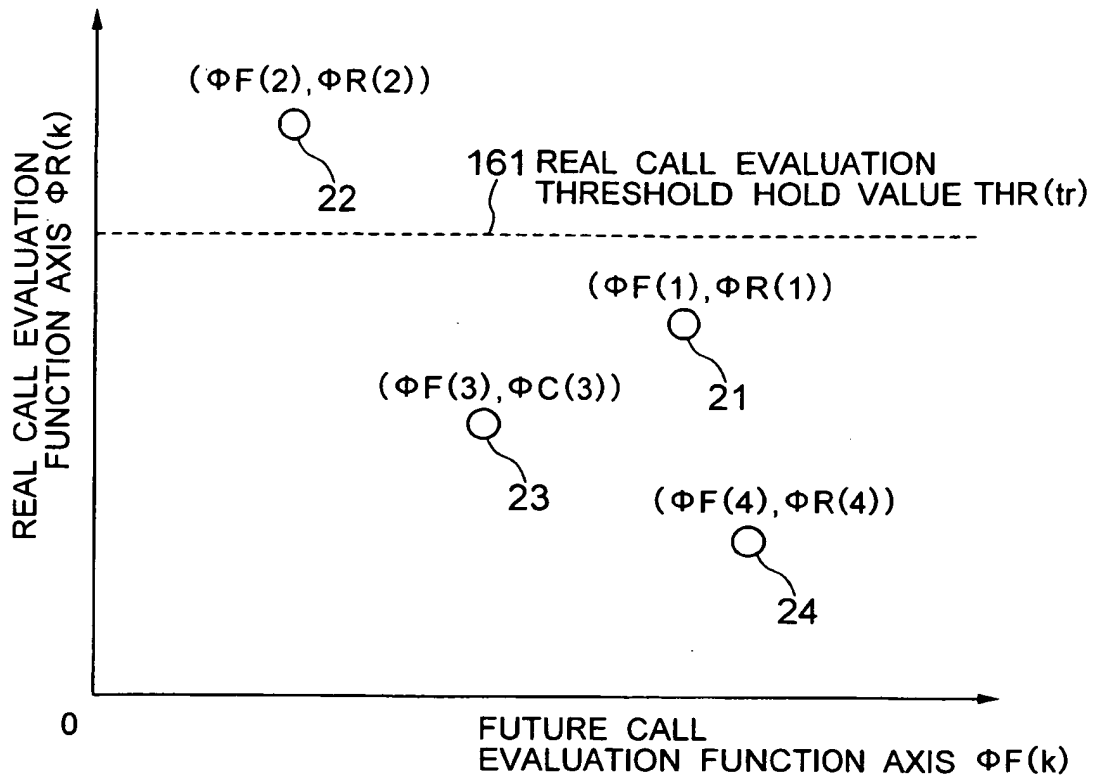 (ΦF(2),ΦR(2))
22
161 REAL CALL EVALUATION
THRESHOLD HOLD VALUE THR(tr)
(ΦF(1),ΦR(1))
21
(ΦF(3),ΦC(3))
23
(ΦF(4),ΦR(4))
24
REAL CALL EVALUATION
FUNCTION AXIS ΦR(k)
0
FUTURE CALL
EVALUATION FUNCTION AXIS ΦF(k)